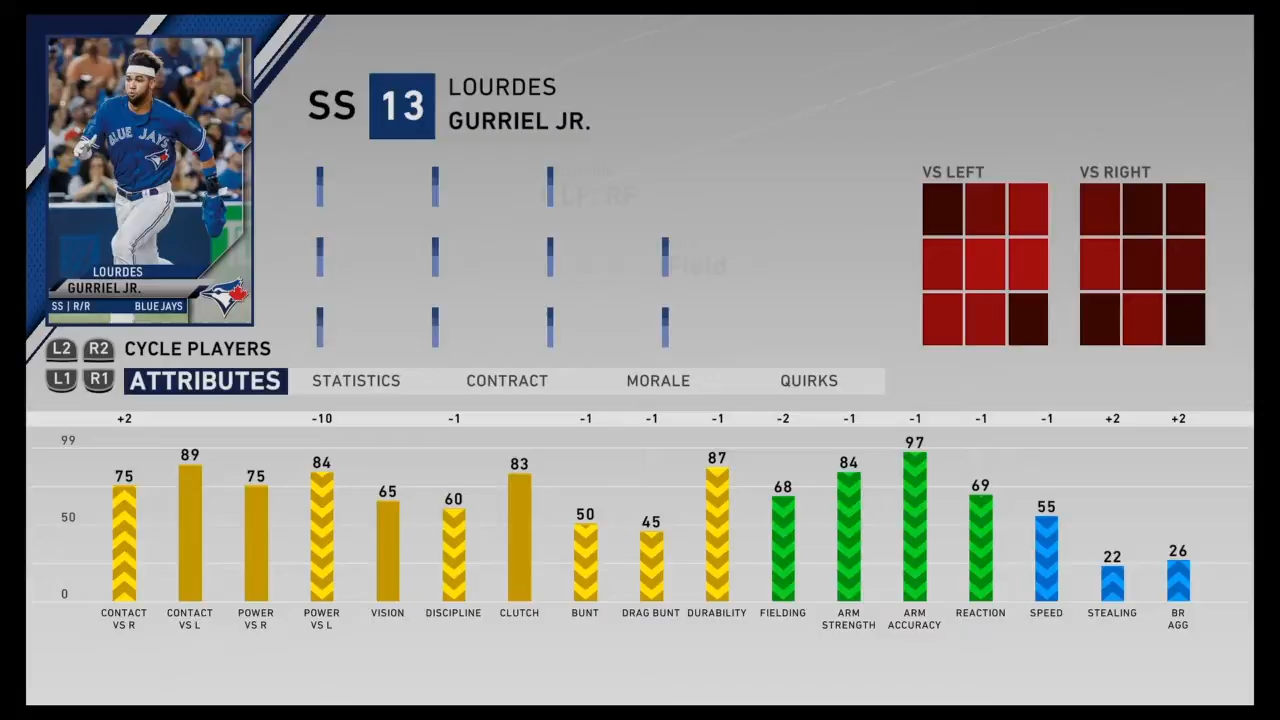 BLUE JAYS
LOURDES
GURRIEL JR.
SS | R/R BLUE JAYS
SS 13 LOURDES
GURRIEL JR.
LF, RF
Field
VS LEFT VS RIGHT
L2 R2 CYCLE PLAYERS
L1 R1 ATTRIBUTES STATISTICS CONTRACT MORALE QUIRKS
+2 -10 -1 -1 -1 -1 -2 -1 -1 -1 -1 +2 +2
99
50
0
75 89 75 84 65 60 83 50 45 87 68 84 97 69 55 22 26
CONTACT VS R
CONTACT VS L
POWER VS R
POWER VS L
VISION
DISCIPLINE
CLUTCH
BUNT
DRAG BUNT
DURABILITY
FIELDING
ARM STRENGTH
ARM ACCURACY
REACTION
SPEED
STEALING
BR AGG